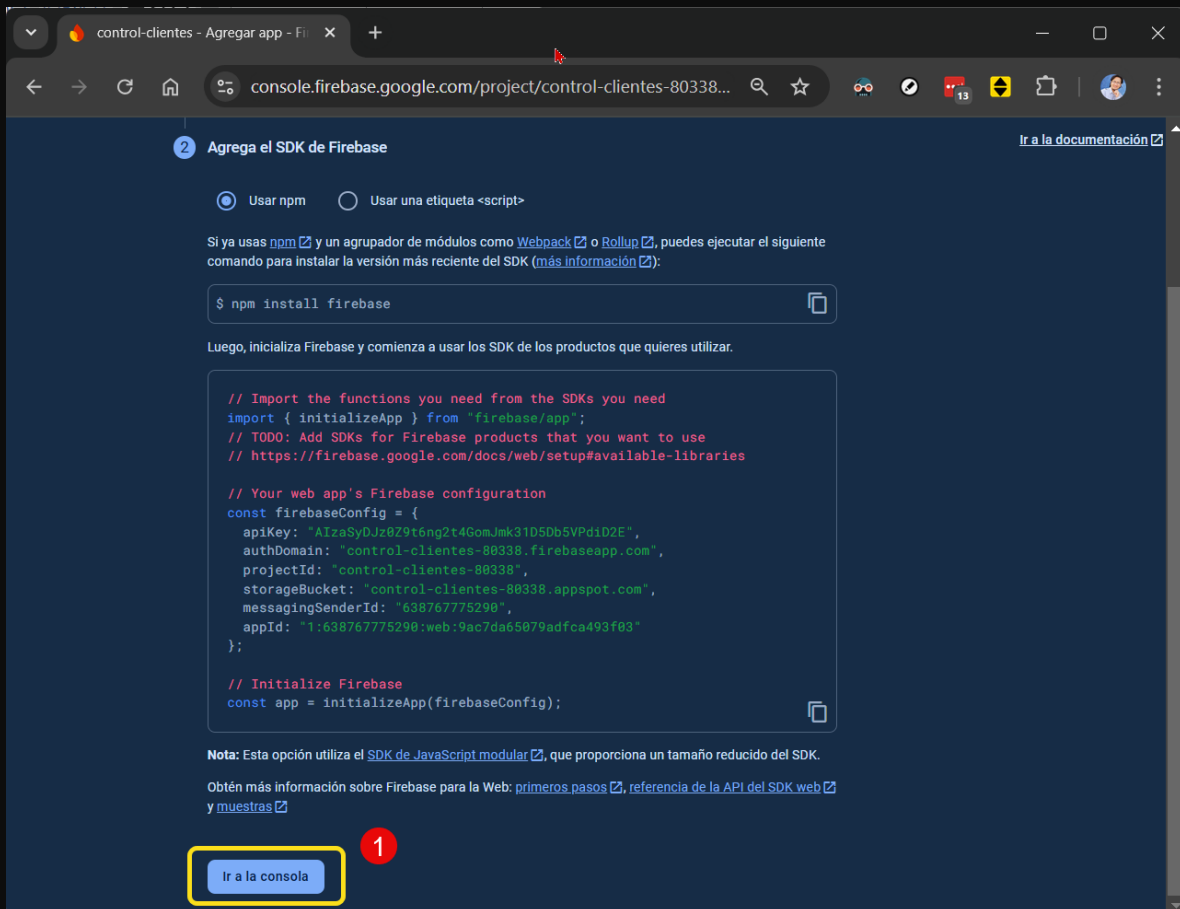 control-clientes - Agregar app - Fi
console.firebase.google.com/project/control-clientes-80338...
13
2 Agrega el SDK de Firebase
Ir a la documentación
Usar npm Usar una etiqueta <script>
Si ya usas npm y un agrupador de módulos como Webpack o Rollup, puedes ejecutar el siguiente
comando para instalar la versión más reciente del SDK (más información):
$ npm install firebase
Luego, inicializa Firebase y comienza a usar los SDK de los productos que quieres utilizar.
// Import the functions you need from the SDKs you need
import { initializeApp } from "firebase/app";
// TODO: Add SDKs for Firebase products that you want to use
// https://firebase.google.com/docs/web/setup#available-libraries
// Your web app's Firebase configuration
const firebaseConfig = {
apiKey: "AIzaSyDJz0Z9t6ng2t4GomJmk31D5Db5VPdiD2E",
authDomain: "control-clientes-80338.firebaseapp.com",
projectId: "control-clientes-80338",
storageBucket: "control-clientes-80338.appspot.com",
messagingSenderId: "638767775290",
appId: "1:638767775290:web:9ac7da65079adfca493f03"
};
// Initialize Firebase
const app = initializeApp(firebaseConfig);
Nota: Esta opción utiliza el SDK de JavaScript modular, que proporciona un tamaño reducido del SDK.
Obtén más información sobre Firebase para la Web: primeros pasos, referencia de la API del SDK web
y muestras
1
Ir a la consola